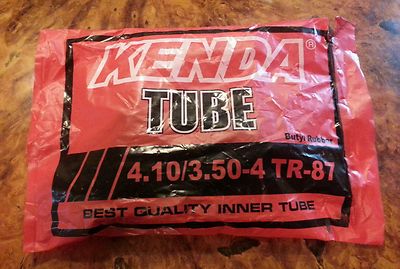 KENDA®
TUBE
Butyl Rubber
4.10/3.50-4 TR-87
BEST QUALITY INNER TUBE